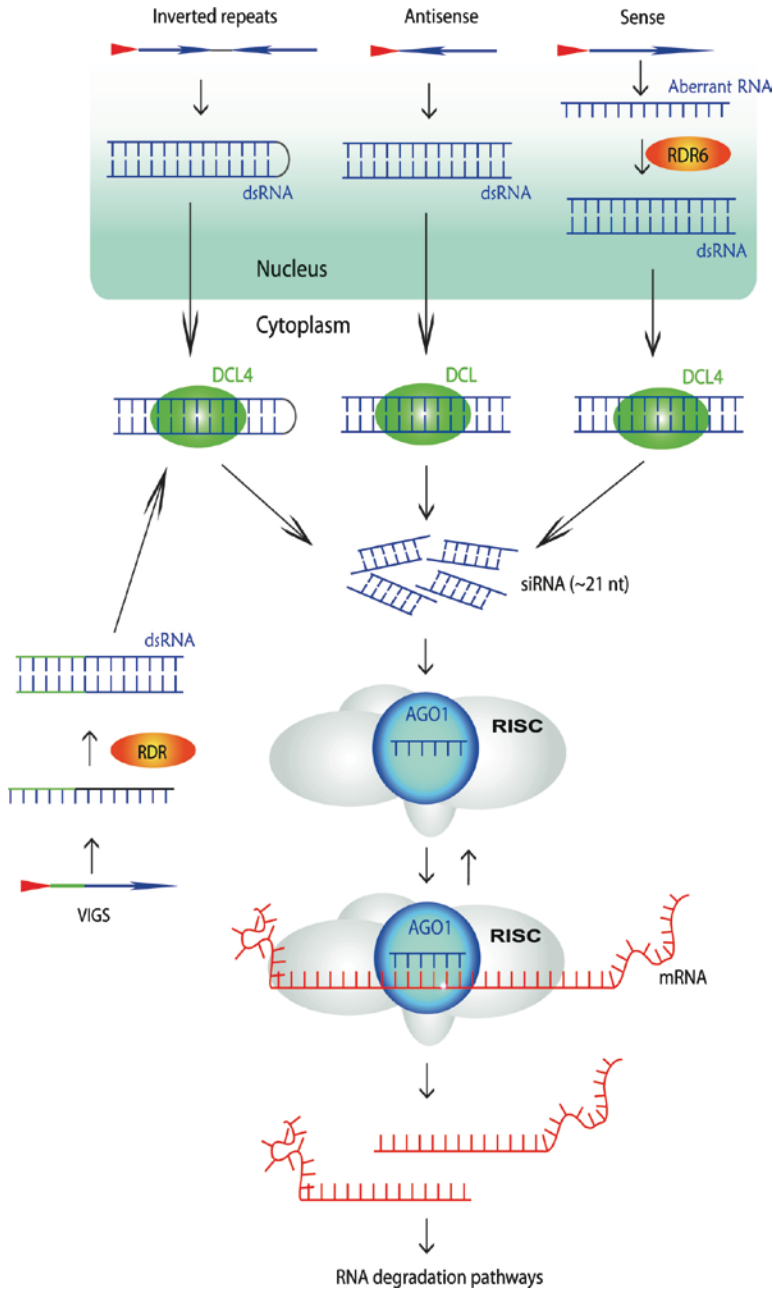 Inverted repeats
Antisense
Sense
Aberrant RNA
RDR6
dsRNA
dsRNA
dsRNA
Nucleus
Cytoplasm
DCL4
DCL
DCL4
siRNA (~21 nt)
dsRNA
AGO1
RISC
RDR
VIGS
AGO1
RISC
mRNA
RNA degradation pathways